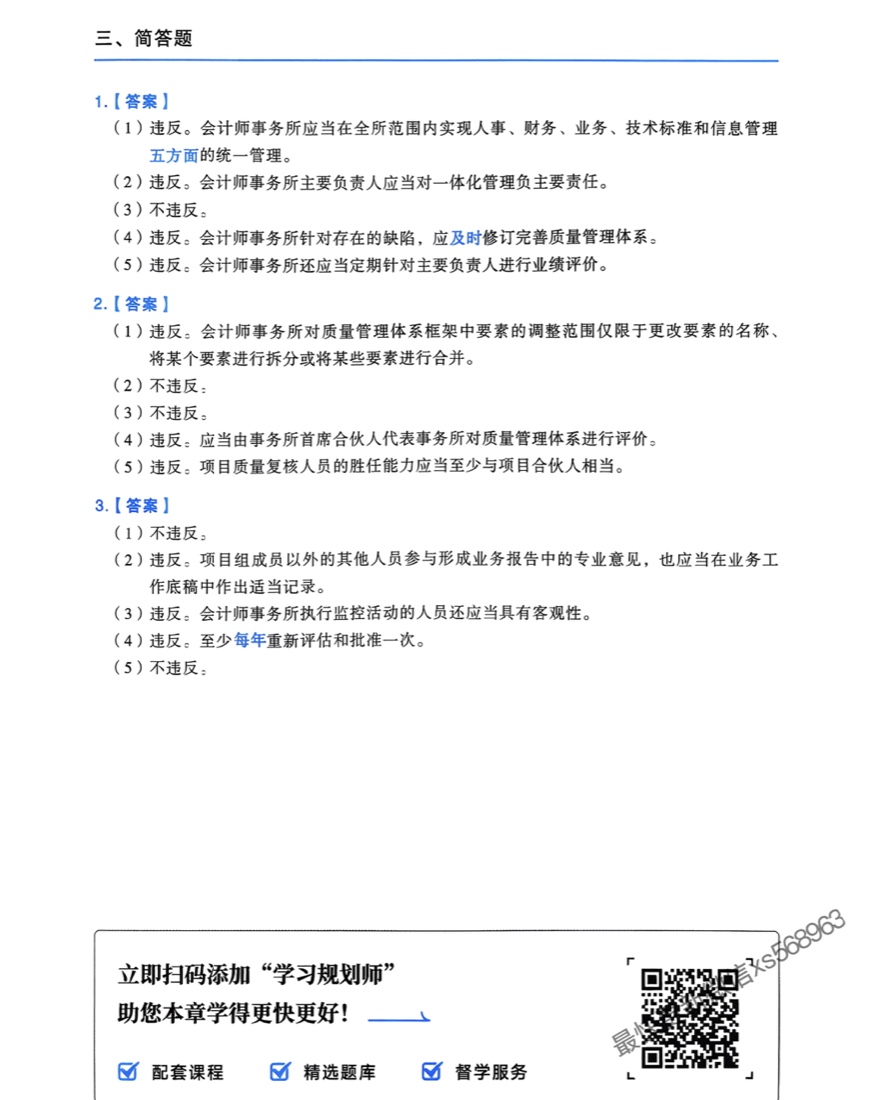 三、简答题
1.【答案】
（1）违反。会计师事务所应当在全所范围内实现人事、财务、业务、技术标准和信息管理
五方面的统一管理。
（2）违反。会计师事务所主要负责人应当对一体化管理负主要责任。
（3）不违反。
（4）违反。会计师事务所针对存在的缺陷，应及时修订完善质量管理体系。
（5）违反。会计师事务所还应当定期针对主要负责人进行业绩评价。
2.【答案】
（1）违反。会计师事务所对质量管理体系框架中要素的调整范围仅限于更改要素的名称、
将某个要素进行拆分或将某些要素进行合并。
（2）不违反。
（3）不违反。
（4）违反。应当由事务所首席合伙人代表事务所对质量管理体系进行评价。
（5）违反。项目质量复核人员的胜任能力应当至少与项目合伙人相当。
3.【答案】
（1）不违反。
（2）违反。项目组成员以外的其他人员参与形成业务报告中的专业意见，也应当在业务工
作底稿中作出适当记录。
（3）违反。会计师事务所执行监控活动的人员还应当具有客观性。
（4）违反。至少每年重新评估和批准一次。
（5）不违反。
立即扫码添加“学习规划师”
助您本章学得更快更好！
配套课程 精选题库 督学服务
信xs568963